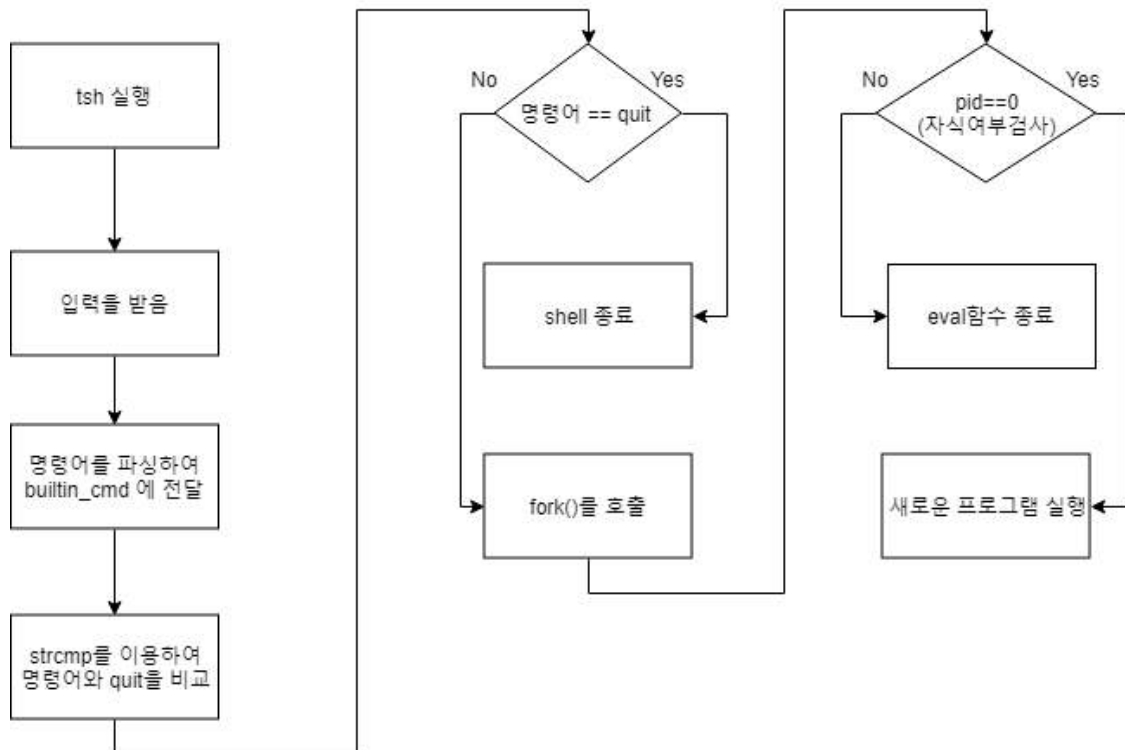 tsh 실행
입력을 받음
명령어를 파싱하여
builtin_cmd 에 전달
strcmp를 이용하여
명령어와 quit을 비교
No
Yes
명령어 == quit
shell 종료
fork()를 호출
No
Yes
pid==0
(자식여부검사)
eval함수 종료
새로운 프로그램 실행